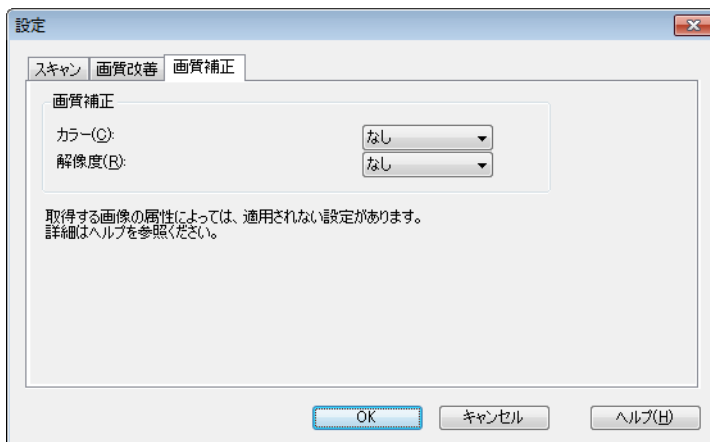 設定
スキャン 画質改善 画質補正
画質補正
カラー(C): なし
解像度(R): なし
取得する画像の属性によっては、適用されない設定があります。
詳細はヘルプを参照ください。
OK キャンセル ヘルプ(H)